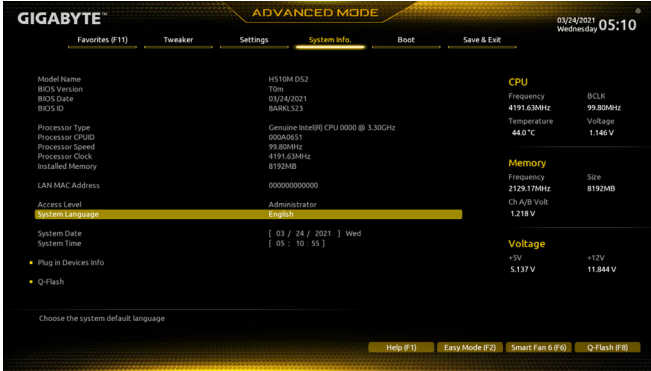 GIGABYTE™
ADVANCED MODE
03/24/2021
Wednesday 05:10
Favorites (F11) Tweaker Settings System Info. Boot Save & Exit
Model Name H510M DS2
BIOS Version T0m
BIOS Date 03/24/2021
BIOS ID BARKL523
Processor Type Genuine Intel(R) CPU 0000 @ 3.30GHz
Processor CPUID 000A0651
Processor Speed 99.80MHz
Processor Clock 4191.63MHz
Installed Memory 8192MB
LAN MAC Address 000000000000
Access Level Administrator
System Language English
System Date [ 03 / 24 / 2021 ] Wed
System Time [ 05 : 10 : 55 ]
Plug in Devices Info
Q-Flash
CPU
Frequency BCLK
4191.63MHz 99.80MHz
Temperature Voltage
44.0 °C 1.146 V
Memory
Frequency Size
2129.17MHz 8192MB
Ch A/B Volt
1.218 V
Voltage
+5V +12V
5.137 V 11.844 V
Choose the system default language
Help (F1) Easy Mode (F2) Smart Fan 6 (F6) Q-Flash (F8)